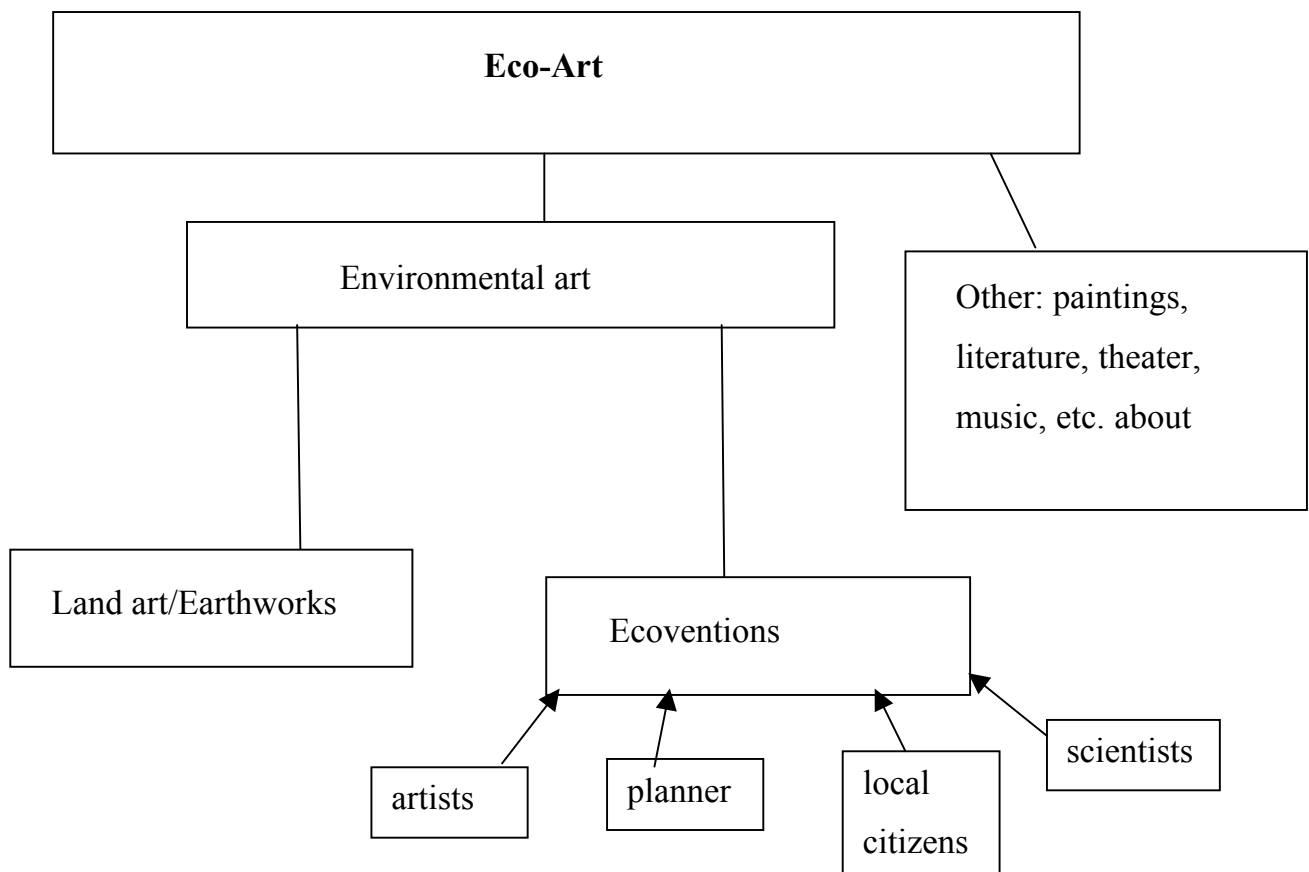 Eco-Art
Environmental art
Other: paintings,
literature, theater,
music, etc. about
Land art/Earthworks
Ecoventions
artists
planner
local
citizens
scientists